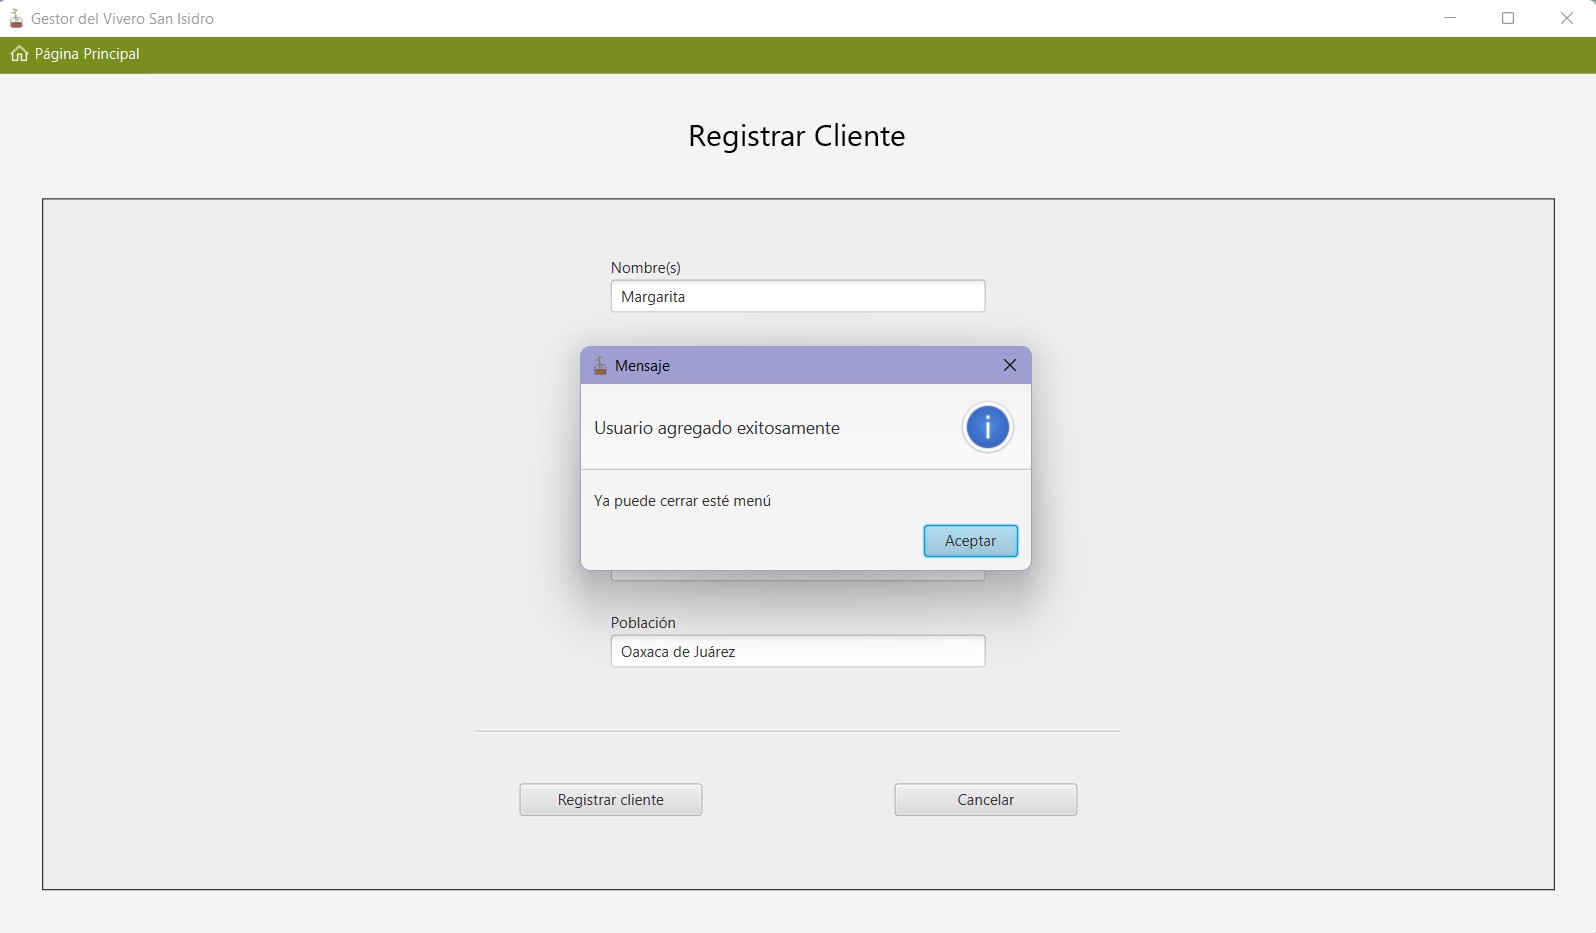 Gestor del Vivero San Isidro
Página Principal
Registrar Cliente
Nombre(s)
Margarita
Mensaje
Usuario agregado exitosamente
Ya puede cerrar esté menú
Aceptar
Población
Oaxaca de Juárez
Registrar cliente
Cancelar